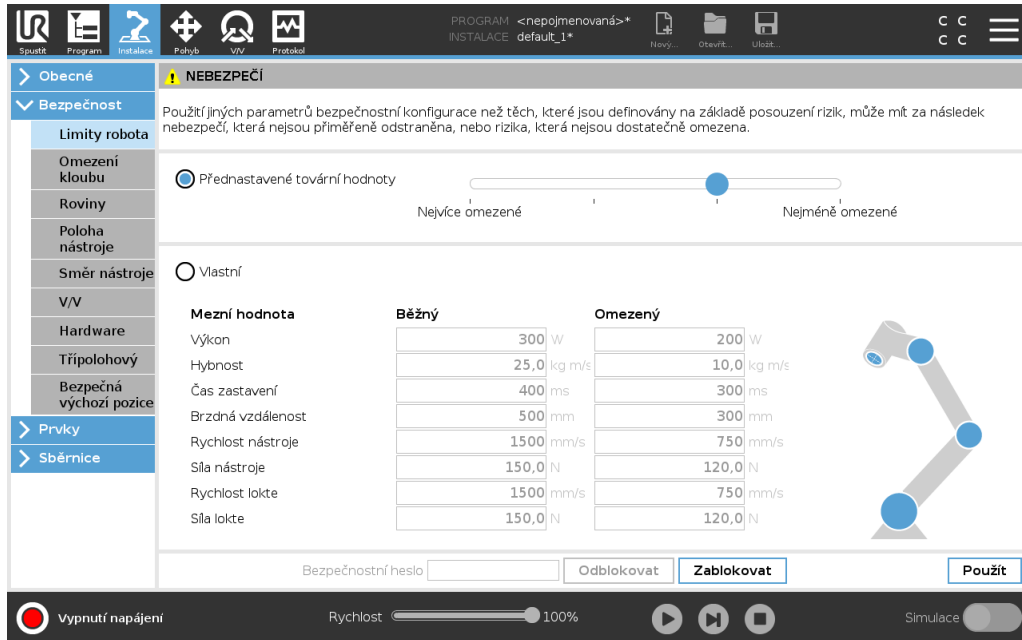 PROGRAM <nepojmenovaná>*
INSTALACE default_1*
Spustit Program Instalace Pohyb V/V Protokol Nový... Otevřít... Uložit...
C C
C C
Obecné
Bezpečnost
Limity robota
Omezení
kloubu
Roviny
Poloha
nástroje
Směr nástroje
V/V
Hardware
Třípolohový
Bezpečná
výchozí pozice
Prvky
Sběrnice
NEBEZPEČÍ
Použití jiných parametrů bezpečnostní konfigurace než těch, které jsou definovány na základě posouzení rizik, může mít za následek
nebezpečí, která nejsou přiměřeně odstraněna, nebo rizika, která nejsou dostatečně omezena.
Přednastavené tovární hodnoty
Nejvíce omezené Nejméně omezené
Vlastní
Mezní hodnota Běžný Omezený
Výkon 300 W 200 W
Hybnost 25,0 kg m/s 10,0 kg m/s
Čas zastavení 400 ms 300 ms
Brzdná vzdálenost 500 mm 300 mm
Rychlost nástroje 1500 mm/s 750 mm/s
Síla nástroje 150,0 N 120,0 N
Rychlost lokte 1500 mm/s 750 mm/s
Síla lokte 150,0 N 120,0 N
Bezpečnostní heslo Odblokovat Zablokovat Použít
Vypnutí napájení Rychlost 100% Simulace